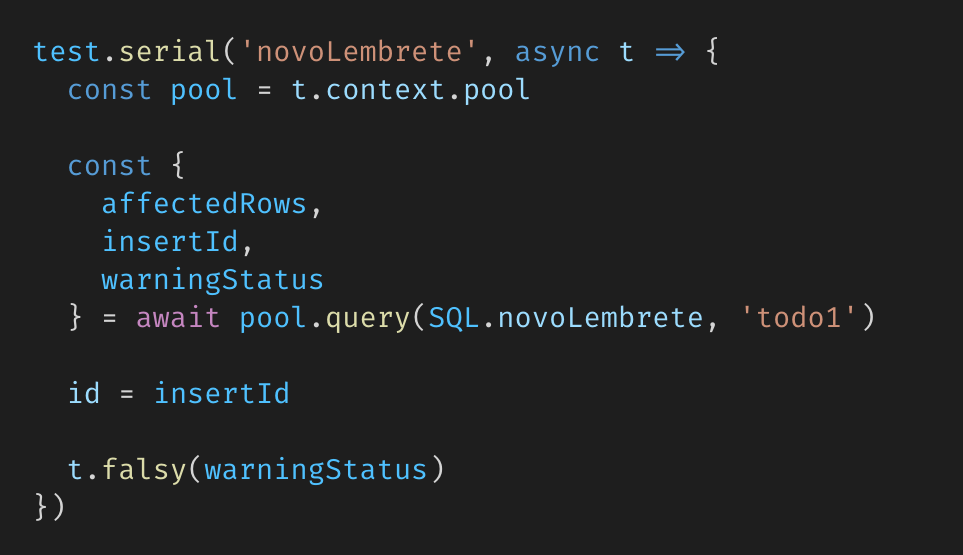 test.serial('novoLembrete', async t => {
  const pool = t.context.pool

  const {
    affectedRows,
    insertId,
    warningStatus
  } = await pool.query(SQL.novoLembrete, 'todo1')

  id = insertId

  t.falsy(warningStatus)
})